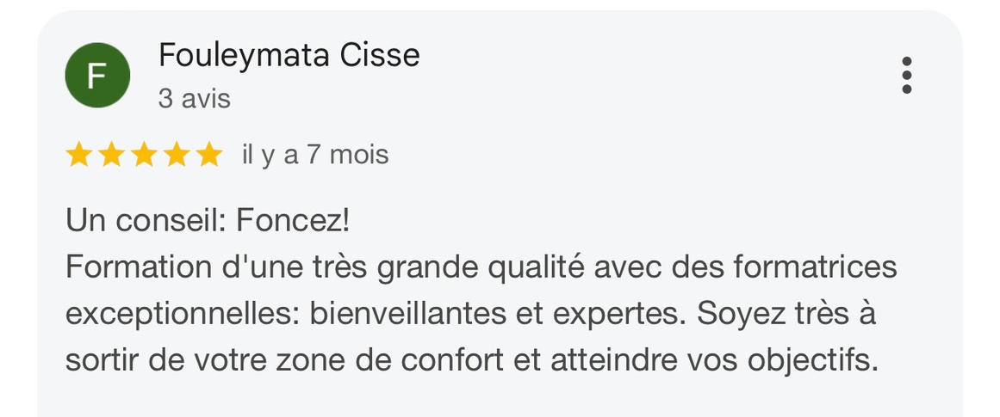 F
Fouleymata Cisse
3 avis
il y a 7 mois
Un conseil: Foncez!
Formation d'une très grande qualité avec des formatrices
exceptionnelles: bienveillantes et expertes. Soyez très à
sortir de votre zone de confort et atteindre vos objectifs.